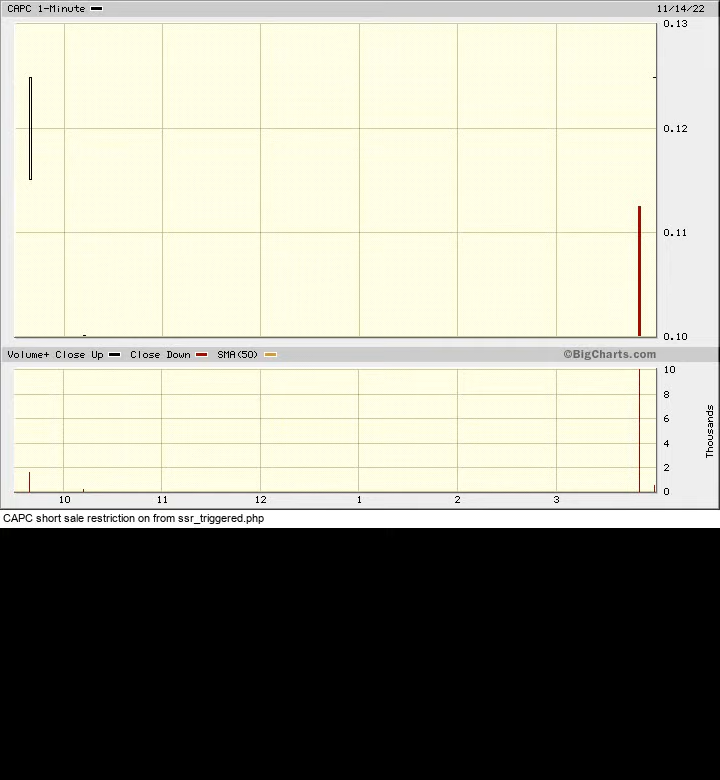 CAPC 1-Minute 11/14/22
0.13
0.12
0.11
0.10
Volume+ Close Up Close Down SMA(50) ©BigCharts.com
10
8
6
4
2
0
Thousands
10 11 12 1 2 3
CAPC short sale restriction on from ssr_triggered.php